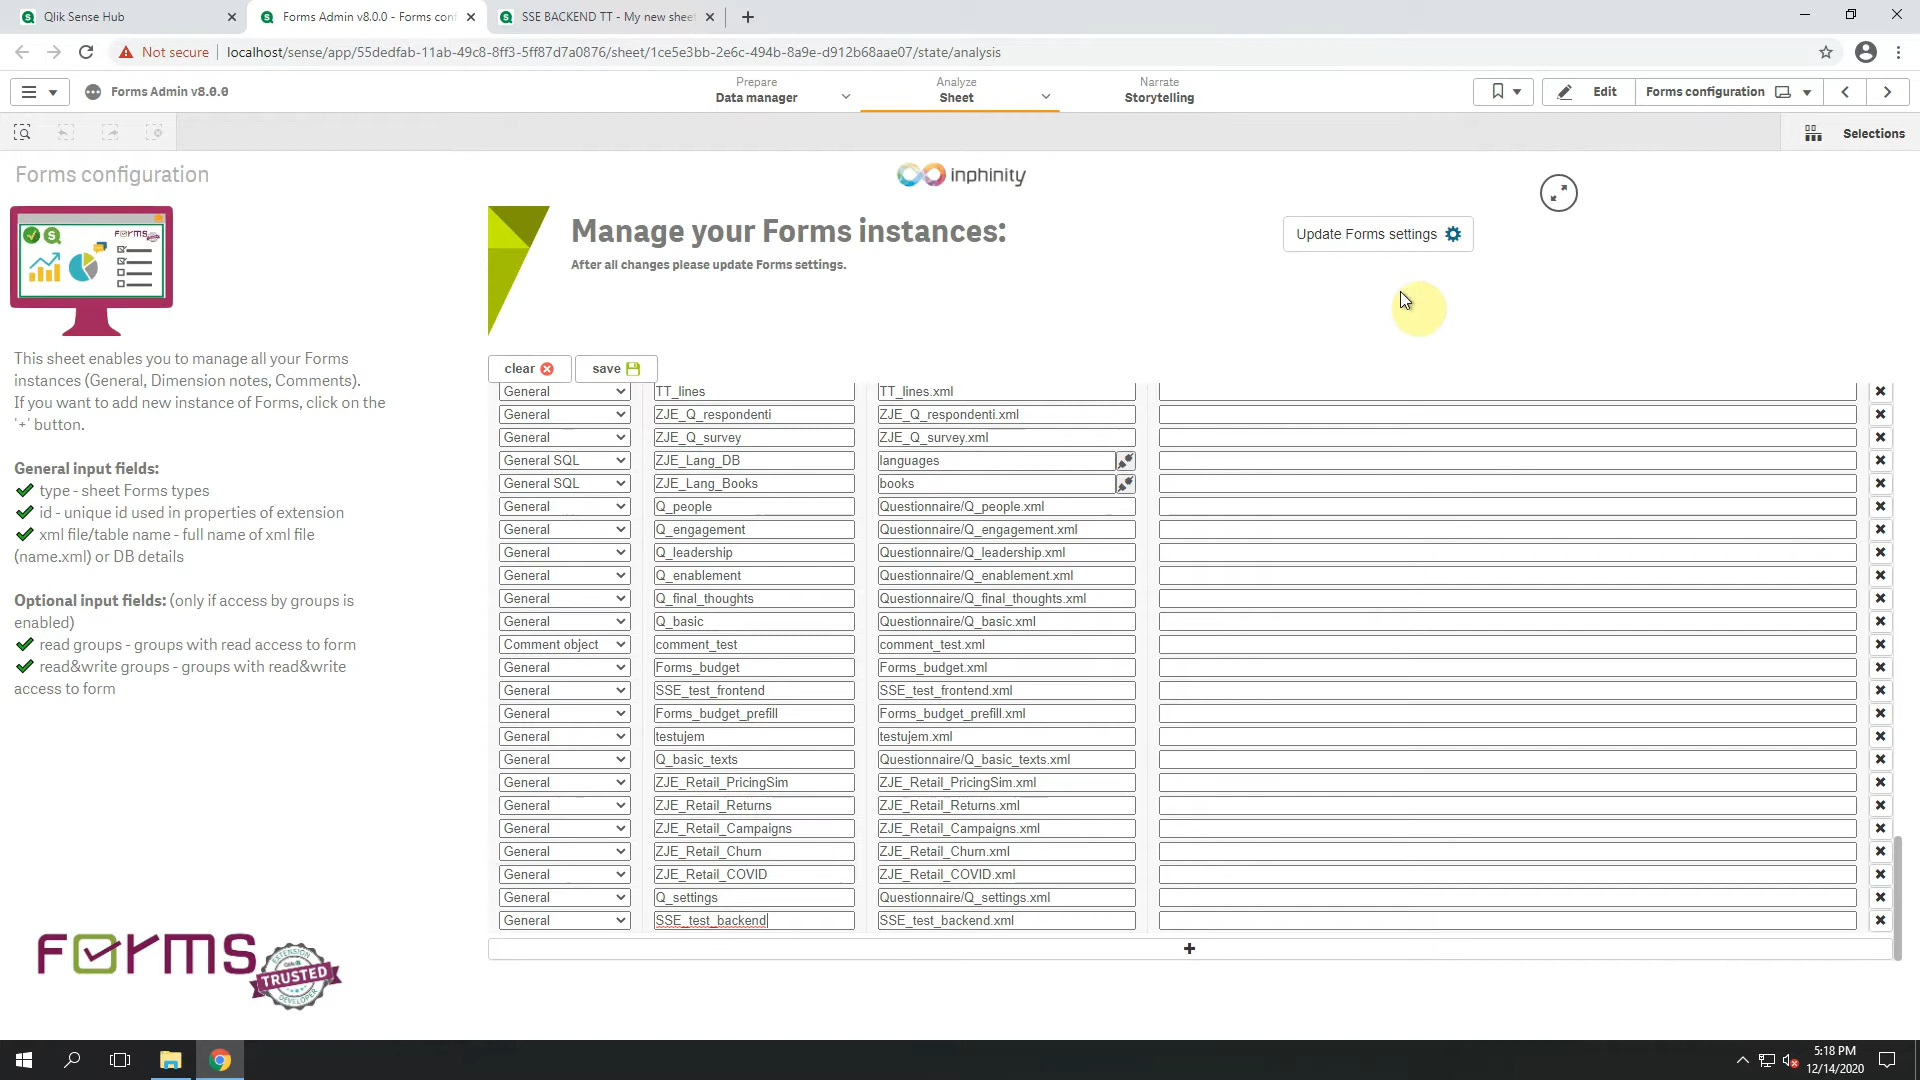 Qlik Sense Hub
Forms Admin v8.0.0 - Forms conf
SSE BACKEND TT - My new shee
Not secure
localhost/sense/app/55dedfab-11ab-49c8-8ff3-5ff87d7a0876/sheet/1ce5e3bb-2e6c-494b-8a9e-d912b68aae07/state/analysis
Forms Admin v8.0.0
Prepare
Data manager
Analyze
Sheet
Narrate
Storytelling
Edit
Forms configuration
Selections
Forms configuration
inphinity
Manage your Forms instances:
After all changes please update Forms settings.
Update Forms settings
This sheet enables you to manage all your Forms
instances (General, Dimension notes, Comments).
If you want to add new instance of Forms, click on the
'+' button.
General input fields:
type - sheet Forms types
id - unique id used in properties of extension
xml file/table name - full name of xml file
(name.xml) or DB details
Optional input fields: (only if access by groups is
enabled)
read groups - groups with read access to form
read&write groups - groups with read&write
access to form
clear
save
General TT_lines TT_lines.xml
General ZJE_Q_respondenti ZJE_Q_respondenti.xml
General ZJE_Q_survey ZJE_Q_survey.xml
General SQL ZJE_Lang_DB languages
General SQL ZJE_Lang_Books books
General Q_people Questionnaire/Q_people.xml
General Q_engagement Questionnaire/Q_engagement.xml
General Q_leadership Questionnaire/Q_leadership.xml
General Q_enablement Questionnaire/Q_enablement.xml
General Q_final_thoughts Questionnaire/Q_final_thoughts.xml
General Q_basic Questionnaire/Q_basic.xml
Comment object comment_test comment_test.xml
General Forms_budget Forms_budget.xml
General SSE_test_frontend SSE_test_frontend.xml
General Forms_budget_prefill Forms_budget_prefill.xml
General testujem testujem.xml
General Q_basic_texts Questionnaire/Q_basic_texts.xml
General ZJE_Retail_PricingSim ZJE_Retail_PricingSim.xml
General ZJE_Retail_Returns ZJE_Retail_Returns.xml
General ZJE_Retail_Campaigns ZJE_Retail_Campaigns.xml
General ZJE_Retail_Churn ZJE_Retail_Churn.xml
General ZJE_Retail_COVID ZJE_Retail_COVID.xml
General Q_settings Questionnaire/Q_settings.xml
General SSE_test_backend SSE_test_backend.xml
+
FORMS
EXTENSION
TRUSTED
DEVELOPER
5:18 PM
12/14/2020